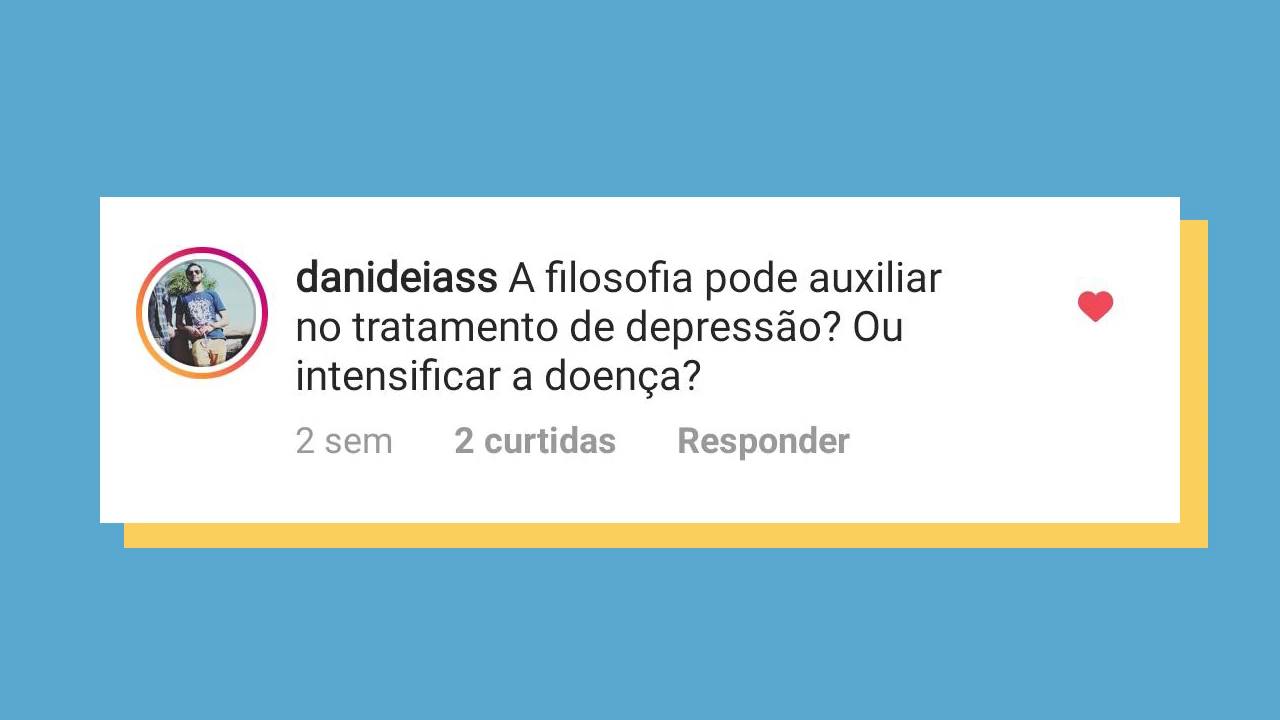 danideiass A filosofia pode auxiliar
no tratamento de depressão? Ou
intensificar a doença?
2 sem 2 curtidas Responder